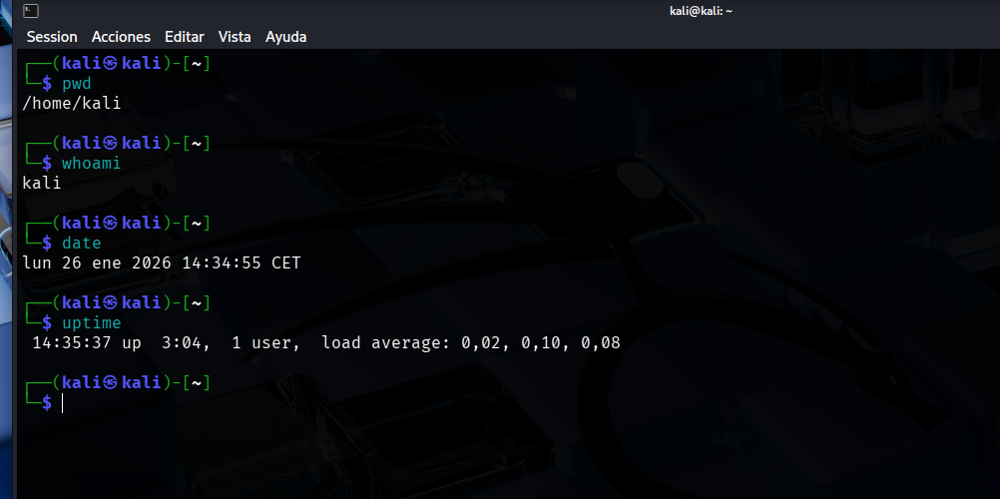 kali@kali: ~
Session Acciones Editar Vista Ayuda
┌──(kali㉿kali)-[~]
└─$ pwd
/home/kali
┌──(kali㉿kali)-[~]
└─$ whoami
kali
┌──(kali㉿kali)-[~]
└─$ date
lun 26 ene 2026 14:34:55 CET
┌──(kali㉿kali)-[~]
└─$ uptime
 14:35:37 up  3:04,  1 user,  load average: 0,02, 0,10, 0,08
┌──(kali㉿kali)-[~]
└─$